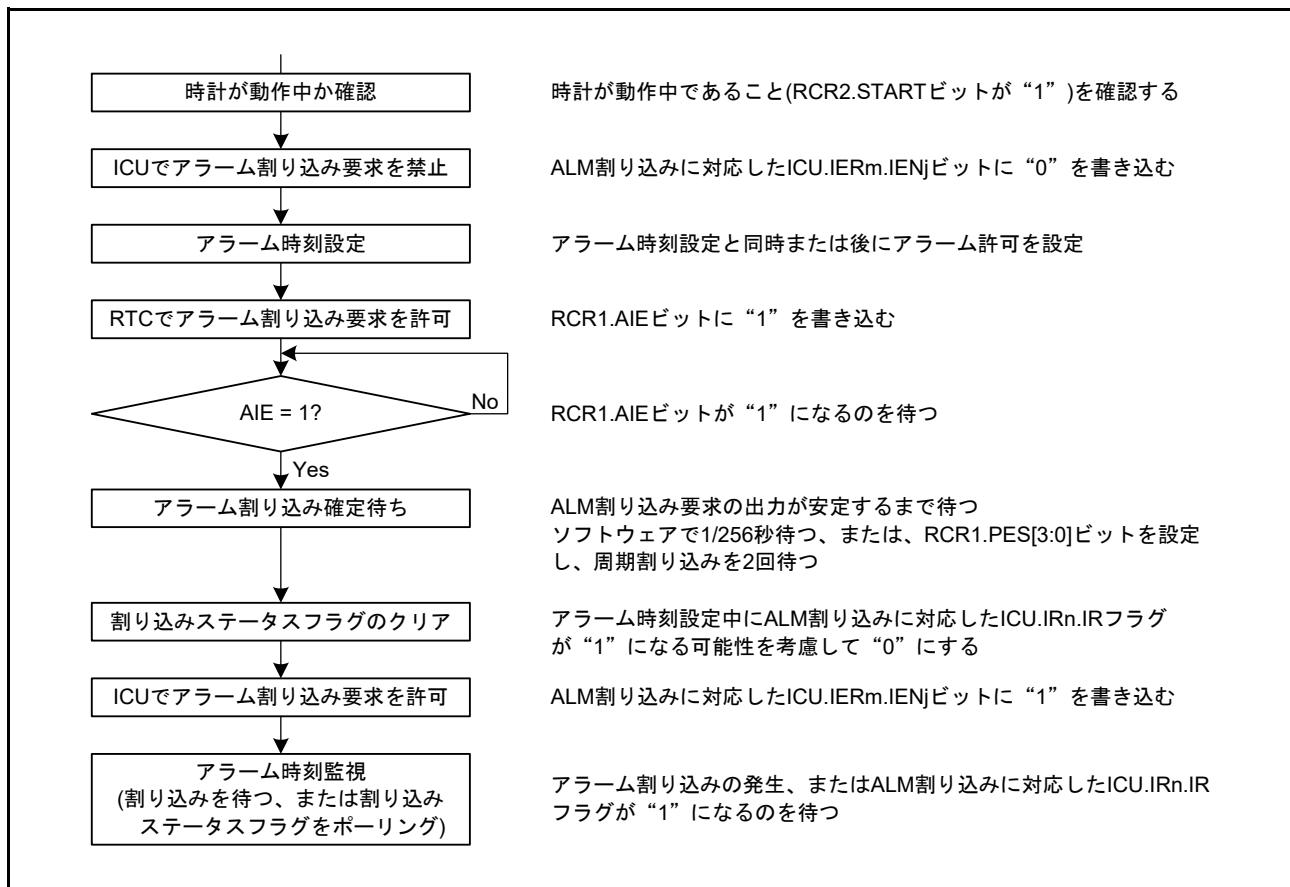 時計が動作中か確認
時計が動作中であること(RCR2.STARTビットが“1”)を確認する
ICUでアラーム割り込み要求を禁止
ALM割り込みに対応したICU.IERm.IENjビットに“0”を書き込む
アラーム時刻設定
アラーム時刻設定と同時または後にアラーム許可を設定
RTCでアラーム割り込み要求を許可
RCR1.AIEビットに“1”を書き込む
AIE = 1?
No
RCR1.AIEビットが“1”になるのを待つ
Yes
アラーム割り込み確定待ち
ALM割り込み要求の出力が安定するまで待つ
ソフトウェアで1/256秒待つ、または、RCR1.PES[3:0]ビットを設定
し、周期割り込みを2回待つ
割り込みステータスフラグのクリア
アラーム時刻設定中にALM割り込みに対応したICU.IRn.IRフラグ
が“1”になる可能性を考慮して“0”にする
ICUでアラーム割り込み要求を許可
ALM割り込みに対応したICU.IERm.IENjビットに“1”を書き込む
アラーム時刻監視
(割り込みを待つ、または割り込み
ステータスフラグをポーリング)
アラーム割り込みの発生、またはALM割り込みに対応したICU.IRn.IR
フラグが“1”になるのを待つ